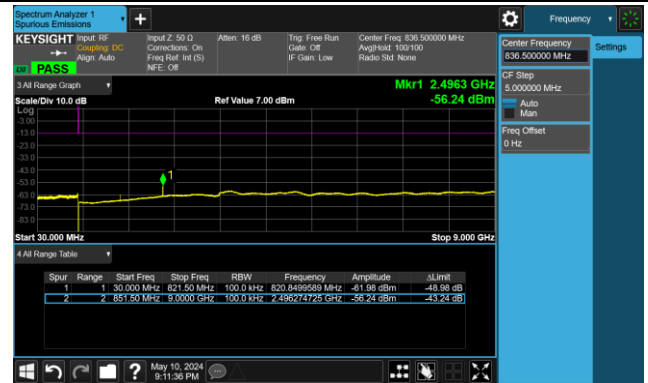 Spectrum Analyzer 1
Spurious Emissions
Frequency
KEYSIGHT
Input: RF
Coupling: DC
Align: Auto
Input Z: 50 Ω
Corrections: On
Freq Ref: Int (S)
NFE: Off
Atten: 16 dB
Trig: Free Run
Gate: Off
IF Gain: Low
Center Freq: 836.500000 MHz
Avg|Hold: 100/100
Radio Std: None
PASS
Center Frequency
836.500000 MHz
Settings
CF Step
5.000000 MHz
Auto
Man
Freq Offset
0 Hz
3 All Range Graph
Mkr1 2.4963 GHz
Scale/Div 10.0 dB
Ref Value 7.00 dBm
-56.24 dBm
Log
-3.00
-13.0
-23.0
-33.0
-43.0
-53.0
-63.0
-73.0
-83.0
1
Start 30.000 MHz
Stop 9.000 GHz
4 All Range Table
Spur Range Start Freq Stop Freq RBW Frequency Amplitude ΔLimit
1 1 30.000 MHz 821.50 MHz 100.0 kHz 820.8499589 MHz -61.98 dBm -48.98 dB
2 2 851.50 MHz 9.0000 GHz 100.0 kHz 2.496274725 GHz -56.24 dBm -43.24 dB
May 10, 2024
9:11:36 PM